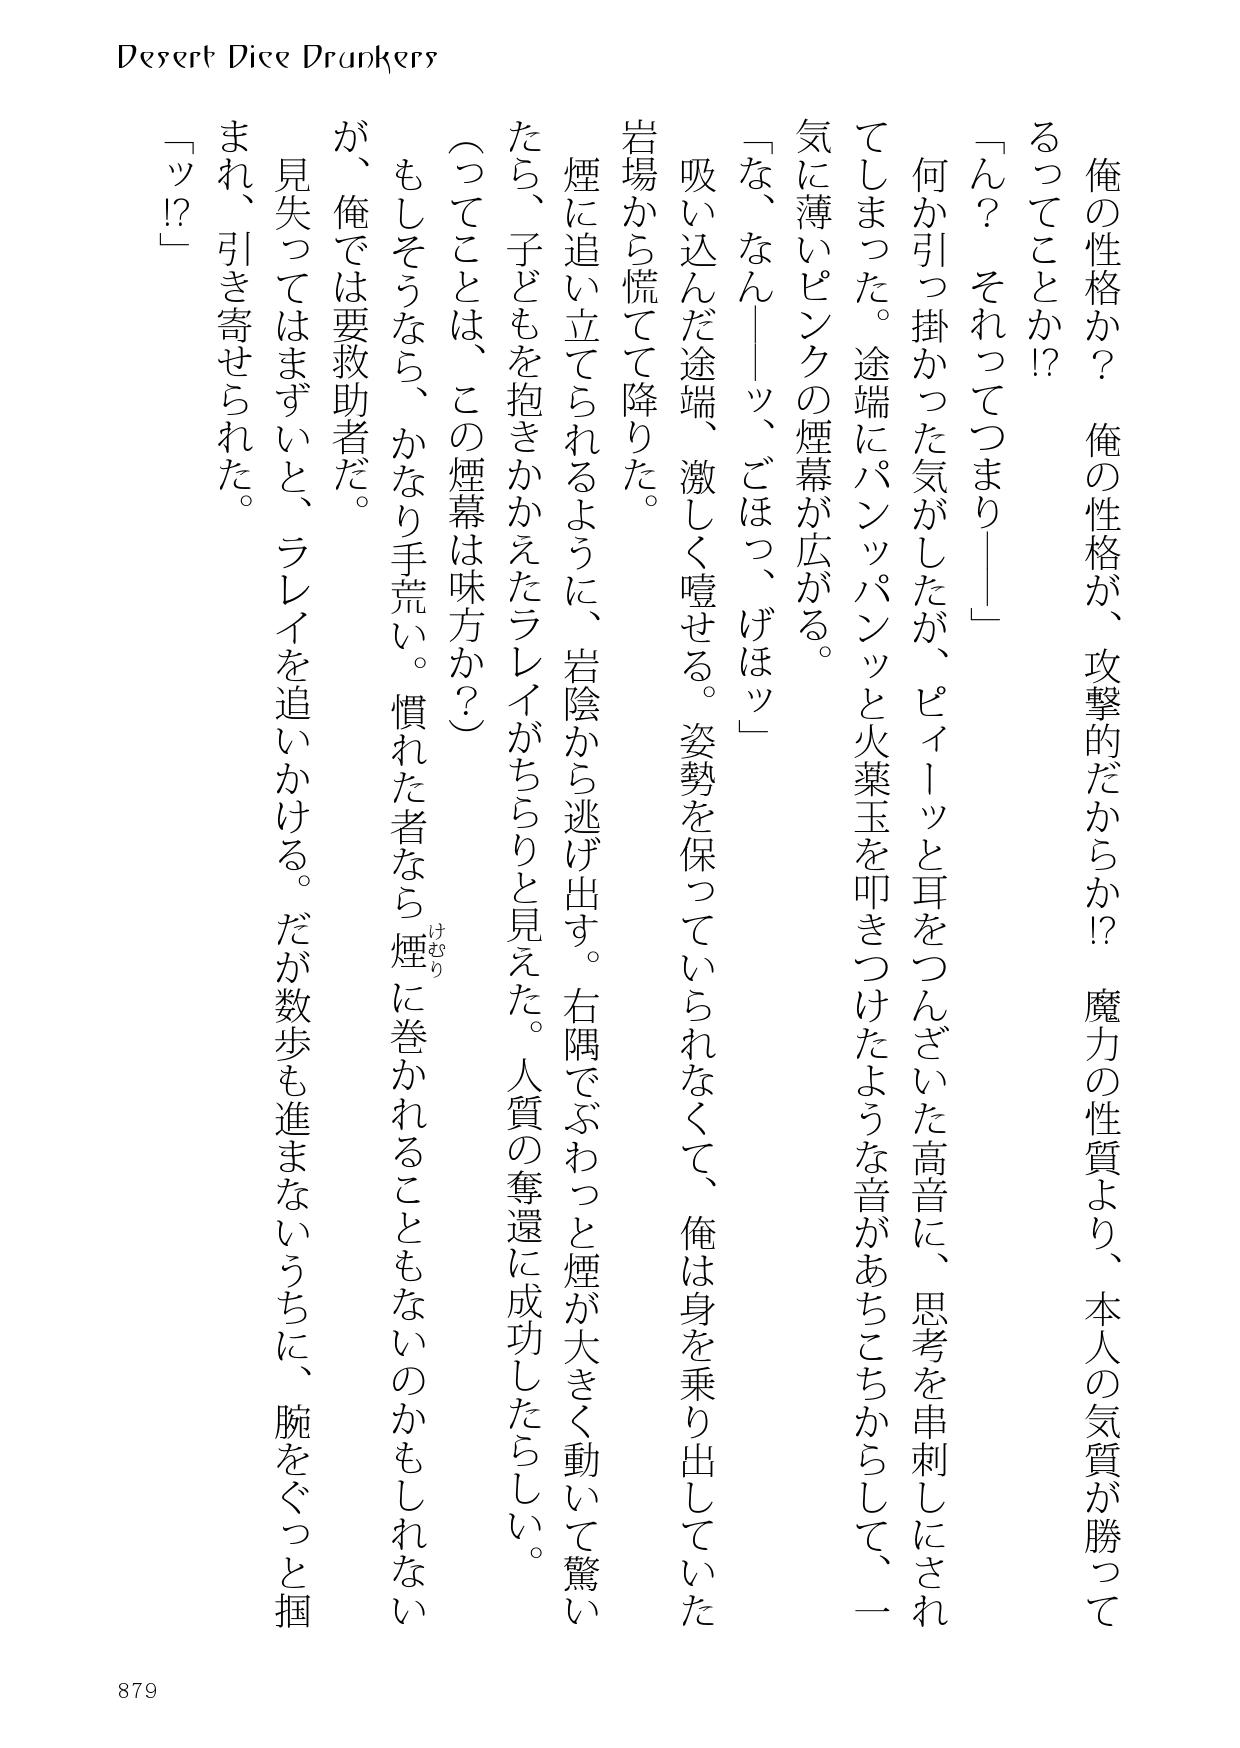 Desert Dice Drunkers
　俺の性格か？　俺の性格が、攻撃的だからか!?　魔力の性質より、本人の気質が勝って
るってことか!?
「ん？　それってつまり――」
　何か引っ掛かった気がしたが、ピィーッと耳をつんざいた高音に、思考を串刺しにされ
てしまった。途端にパンッパンッと火薬玉を叩きつけたような音があちこちからして、一
気に薄いピンクの煙幕が広がる。
「な、なん――ッ、ごほっ、げほッ」
　吸い込んだ途端、激しく噎せる。姿勢を保っていられなくて、俺は身を乗り出していた
岩場から慌てて降りた。
　煙に追い立てられるように、岩陰から逃げ出す。右隅でぶわっと煙が大きく動いて驚い
たら、子どもを抱きかかえたラレイがちらりと見えた。人質の奪還に成功したらしい。
（ってことは、この煙幕は味方か？）
　もしそうなら、かなり手荒い。慣れた者なら煙に巻かれることもないのかもしれない
けむり
が、俺では要救助者だ。
　見失ってはまずいと、ラレイを追いかける。だが数歩も進まないうちに、腕をぐっと掴
まれ、引き寄せられた。
「ッ!?」
879